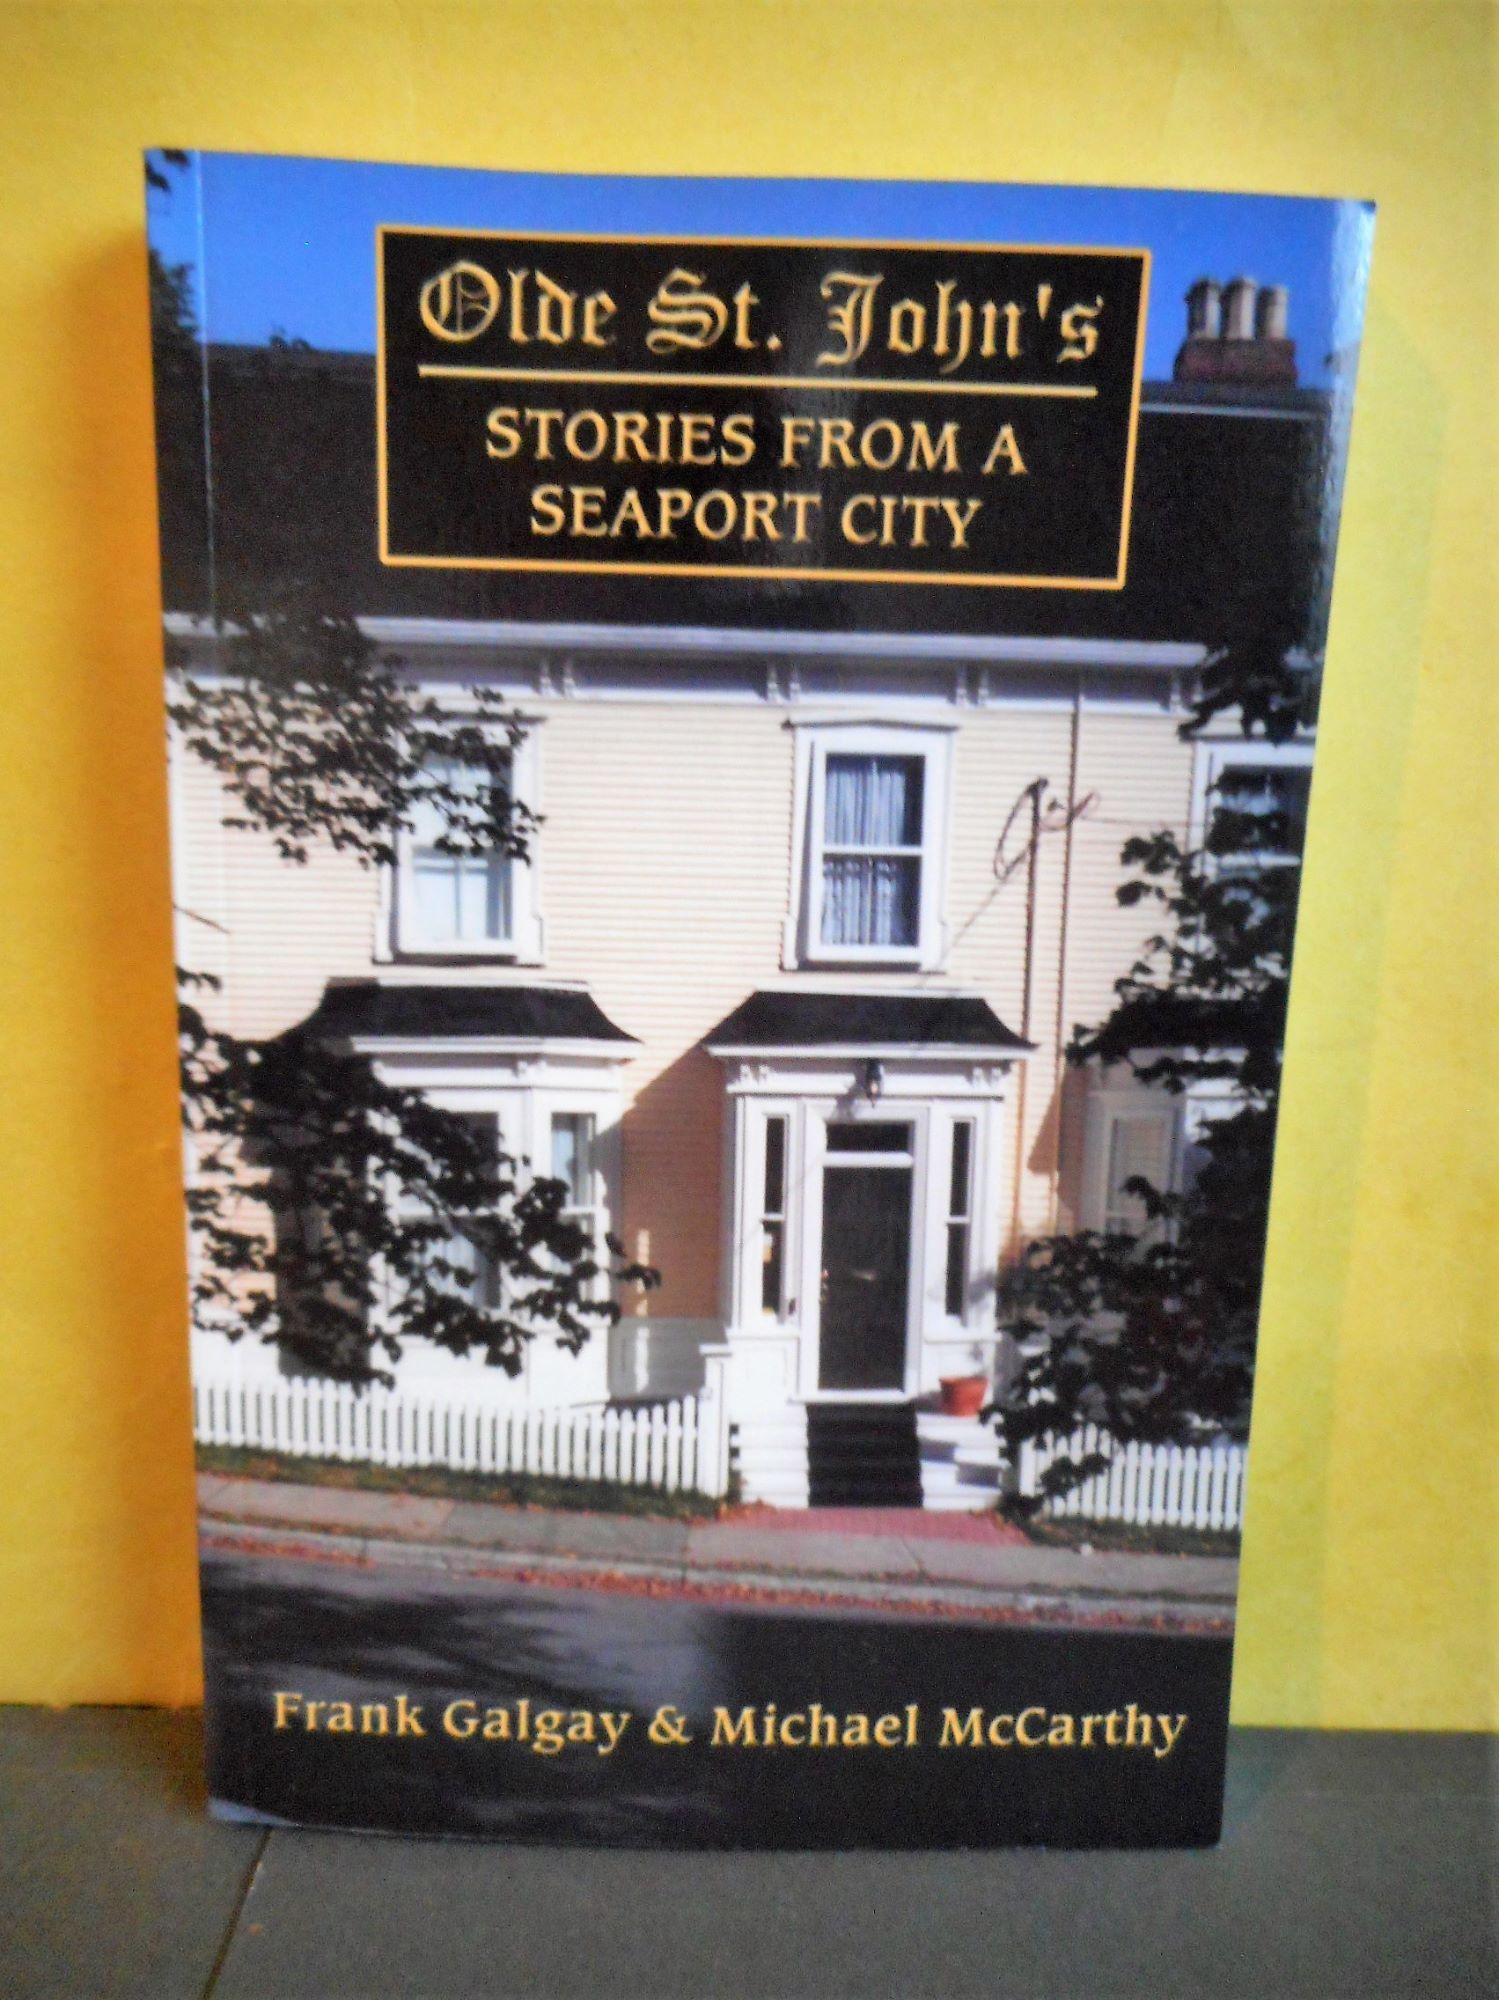 Olde St. John's
STORIES FROM A
SEAPORT CITY
Frank Galgay & Michael McCarthy